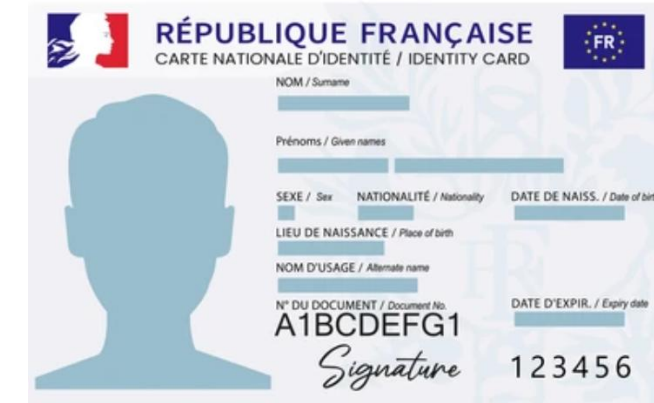 RÉPUBLIQUE FRANÇAISE
CARTE NATIONALE D'IDENTITÉ / IDENTITY CARD
FR
NOM / Surname
Prénoms / Given names
SEXE / Sex NATIONALITÉ / Nationality DATE DE NAISS. / Date of birt
LIEU DE NAISSANCE / Place of birth
NOM D'USAGE / Alternate name
N° DU DOCUMENT / Document No. DATE D'EXPIR. / Expiry date
A1BCDEFG1
Signature 123456